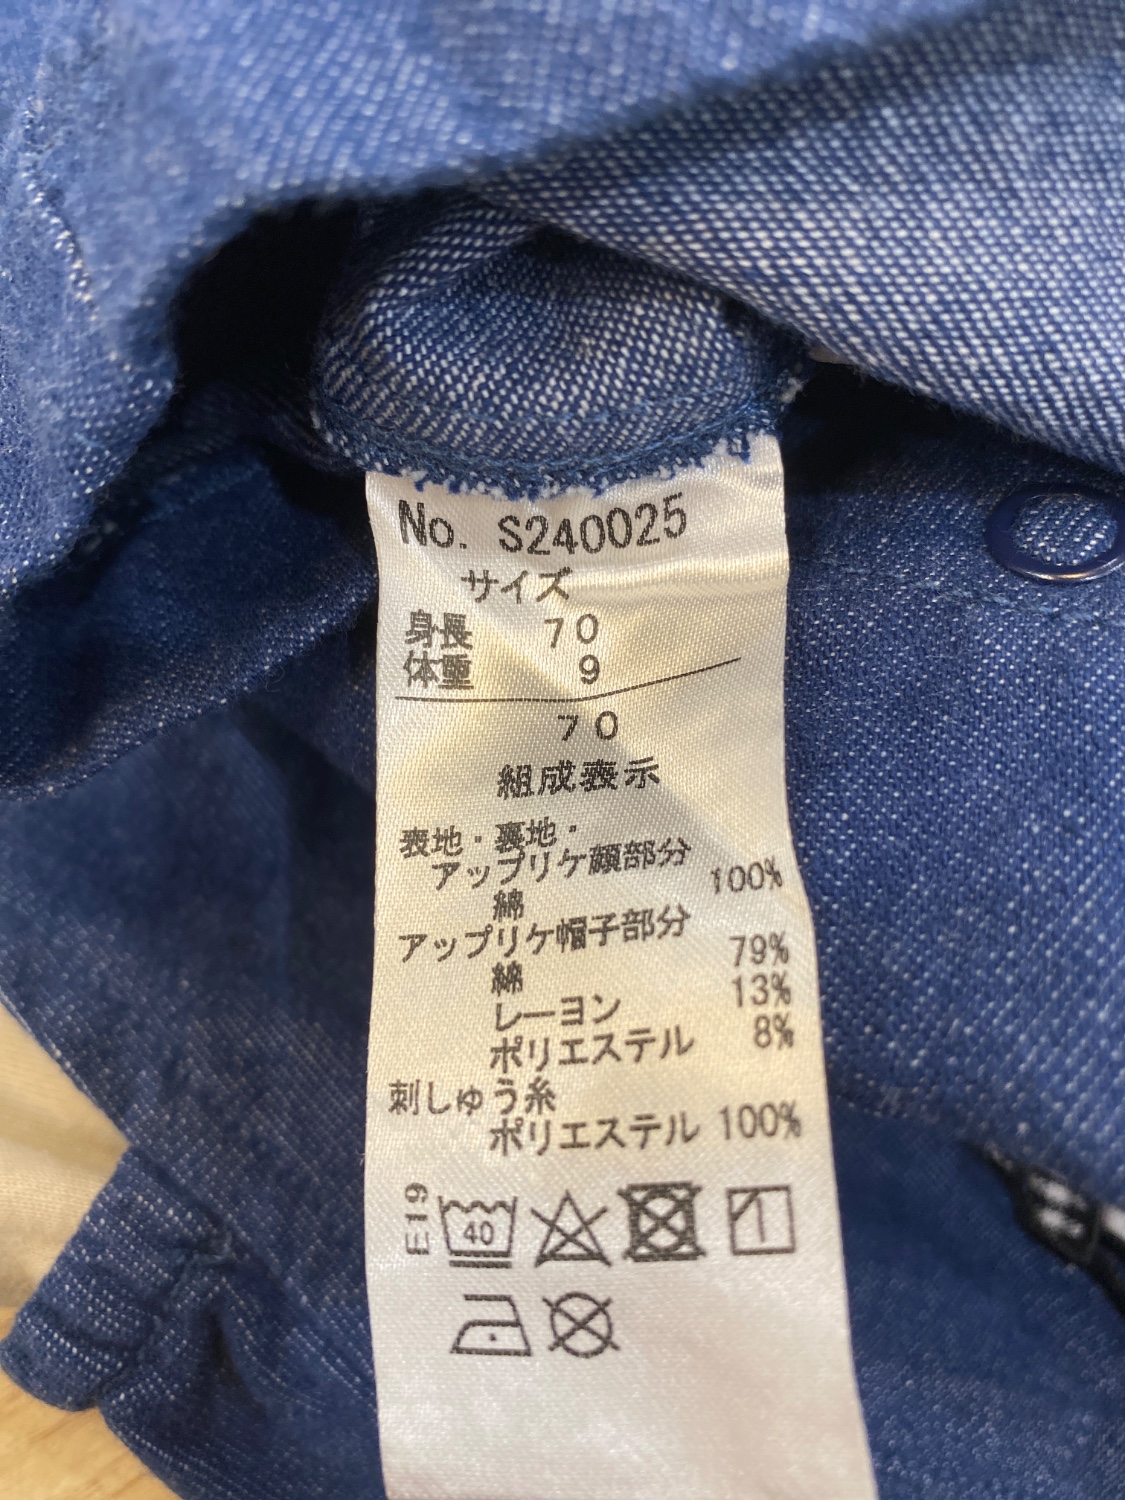 No. S240025
サイズ
身長 70
体重 9
70
組成表示
表地・裏地・
アップリケ顔部分
綿 100%
アップリケ帽子部分
綿 79%
レーヨン 13%
ポリエステル 8%
刺しゅう糸
ポリエステル 100%
E19
40